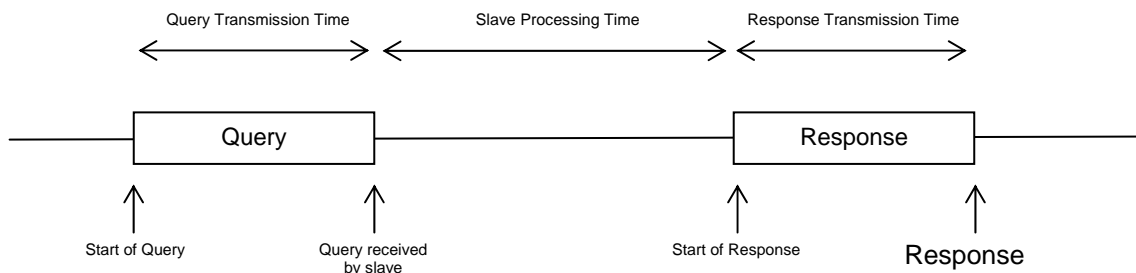 Query Transmission Time
Slave Processing Time
Response Transmission Time
Query
Response
Start of Query
Query received
by slave
Start of Response
Response